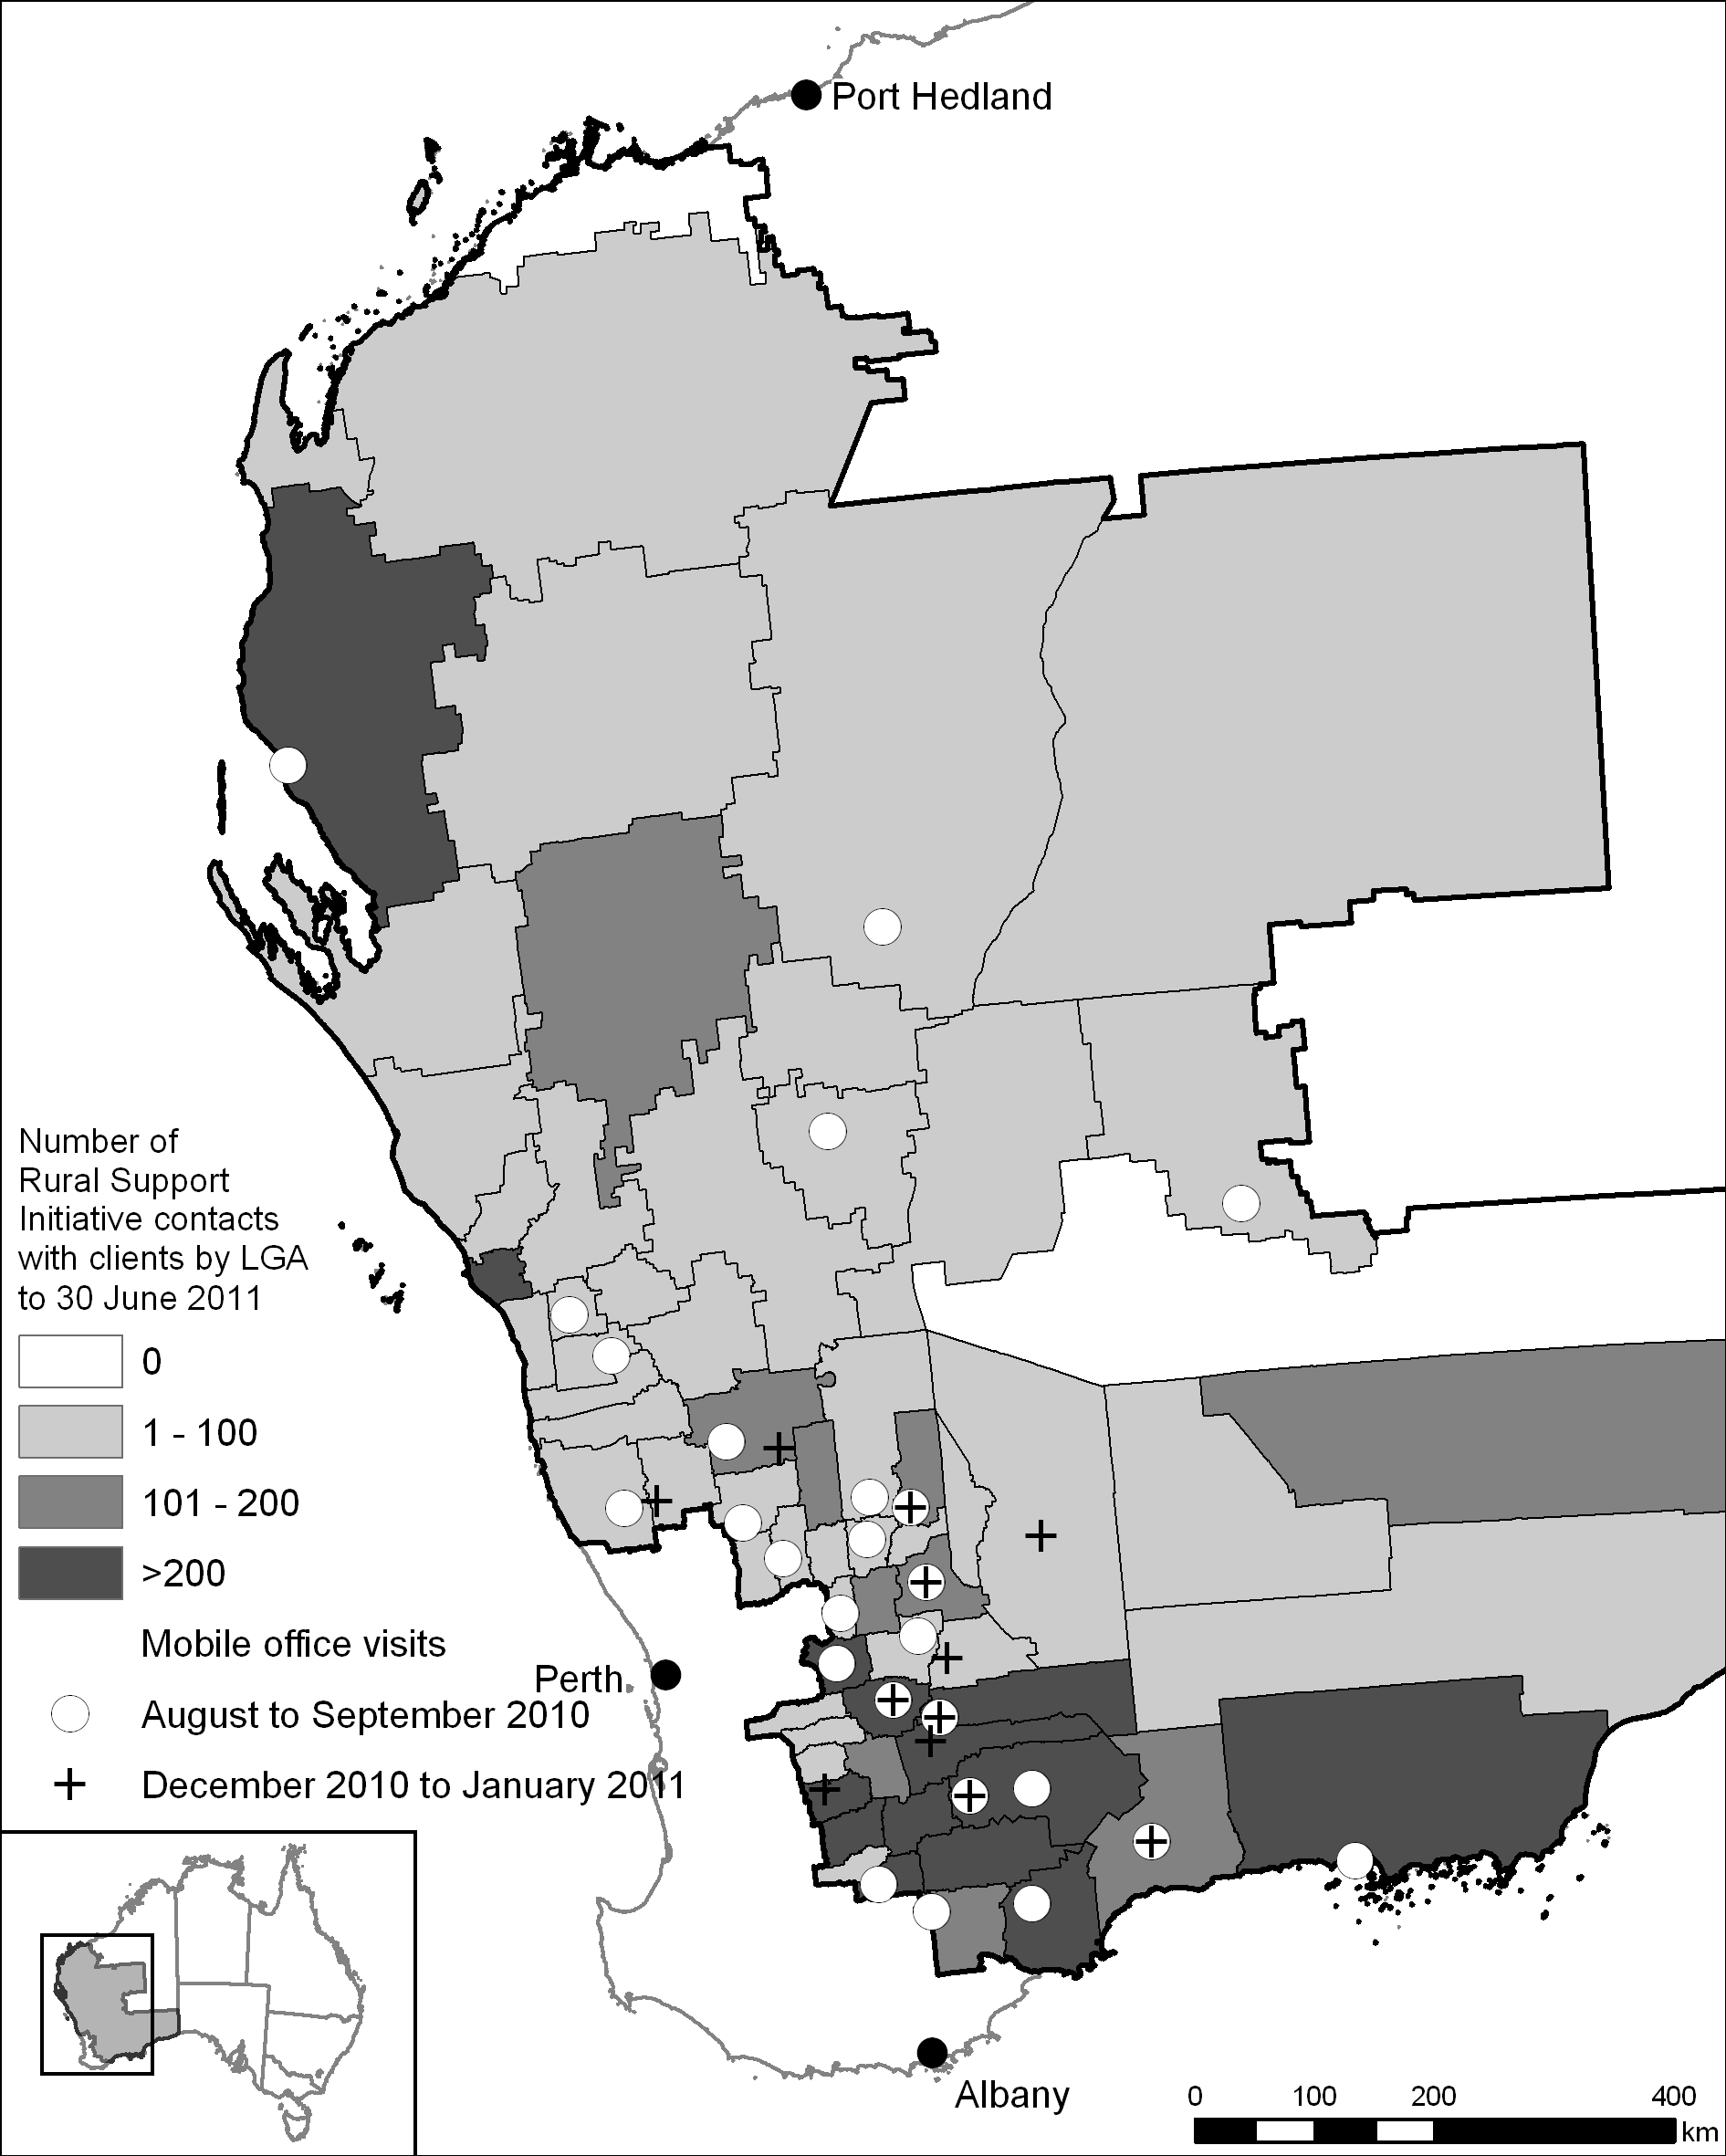 Port Hedland
Number of
Rural Support
Initiative contacts
with clients by LGA
to 30 June 2011
0
1 - 100
101 - 200
>200
Mobile office visits
Perth
August to September 2010
December 2010 to January 2011
Albany
0 100 200 400
km